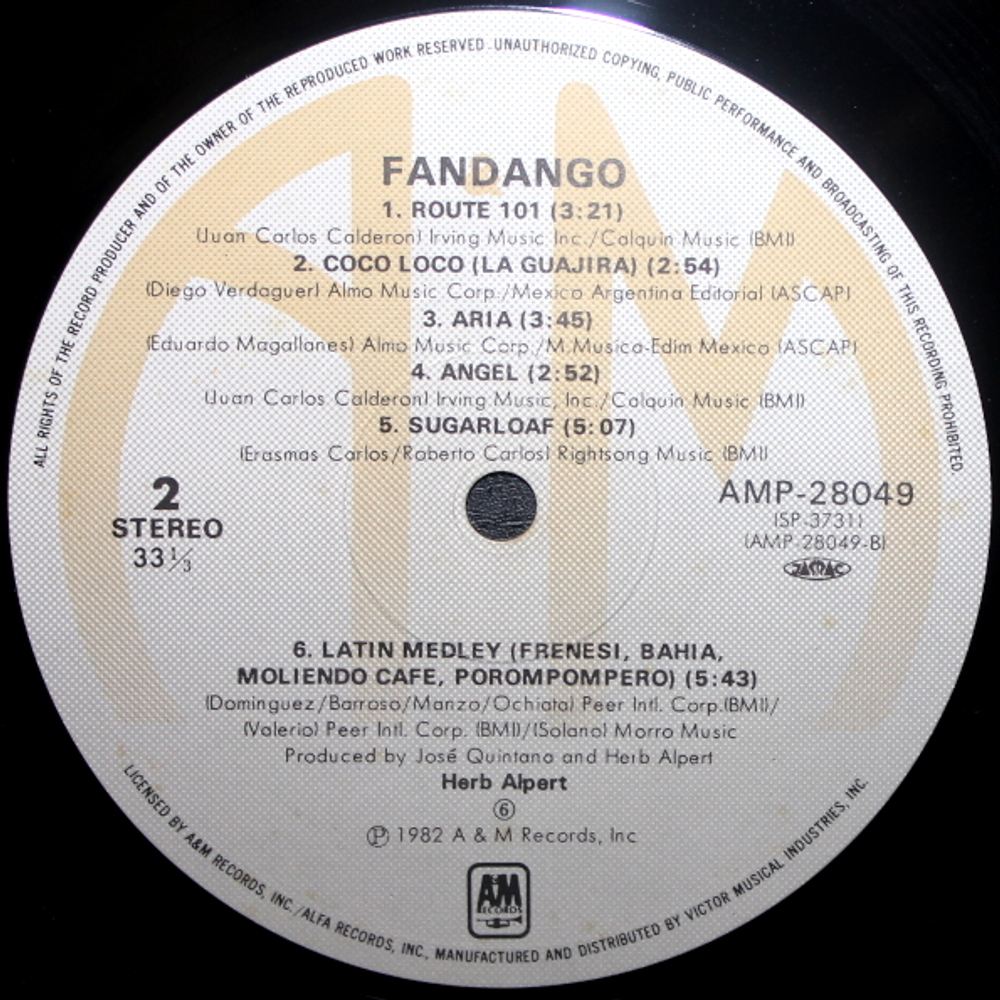 ALL RIGHTS OF THE RECORD PRODUCER AND OF THE OWNER OF THE REPRODUCED WORK RESERVED. UNAUTHORIZED COPYING, PUBLIC PERFORMANCE AND BROADCASTING OF THIS RECORDING PROHIBITED.
FANDANGO
1. ROUTE 101 (3:21)
(Juan Carlos Calderon) Irving Music Inc./Calquin Music (BMI)
2. COCO LOCO (LA GUAJIRA) (2:54)
(Diego Verdaguer) Almo Music Corp./Mexico Argentina Editorial (ASCAP)
3. ARIA (3:45)
(Eduardo Magallanes) Almo Music Corp./M.Musica-Edim Mexico (ASCAP)
4. ANGEL (2:52)
(Juan Carlos Calderon) Irving Music, Inc./Calquin Music (BMI)
5. SUGARLOAF (5:07)
(Erasmas Carlos/Roberto Carlos) Rightsong Music (BMI)
2
STEREO
33 1/3
AMP-28049
(SP-3731)
(AMP-28049-B)
JASRAC
6. LATIN MEDLEY (FRENESI, BAHIA,
MOLIENDO CAFE, POROMPOMPERO) (5:43)
(Dominguez/Barroso/Manzo/Ochiata) Peer Intl. Corp.(BMI)/
(Valerio) Peer Intl. Corp. (BMI)/(Solano) Morro Music
Produced by José Quintana and Herb Alpert
Herb Alpert
⑥
Ⓟ 1982 A & M Records, Inc
A&M
RECORDS
LICENSED BY A&M RECORDS, INC./ALFA RECORDS, INC., MANUFACTURED AND DISTRIBUTED BY VICTOR MUSICAL INDUSTRIES, INC.